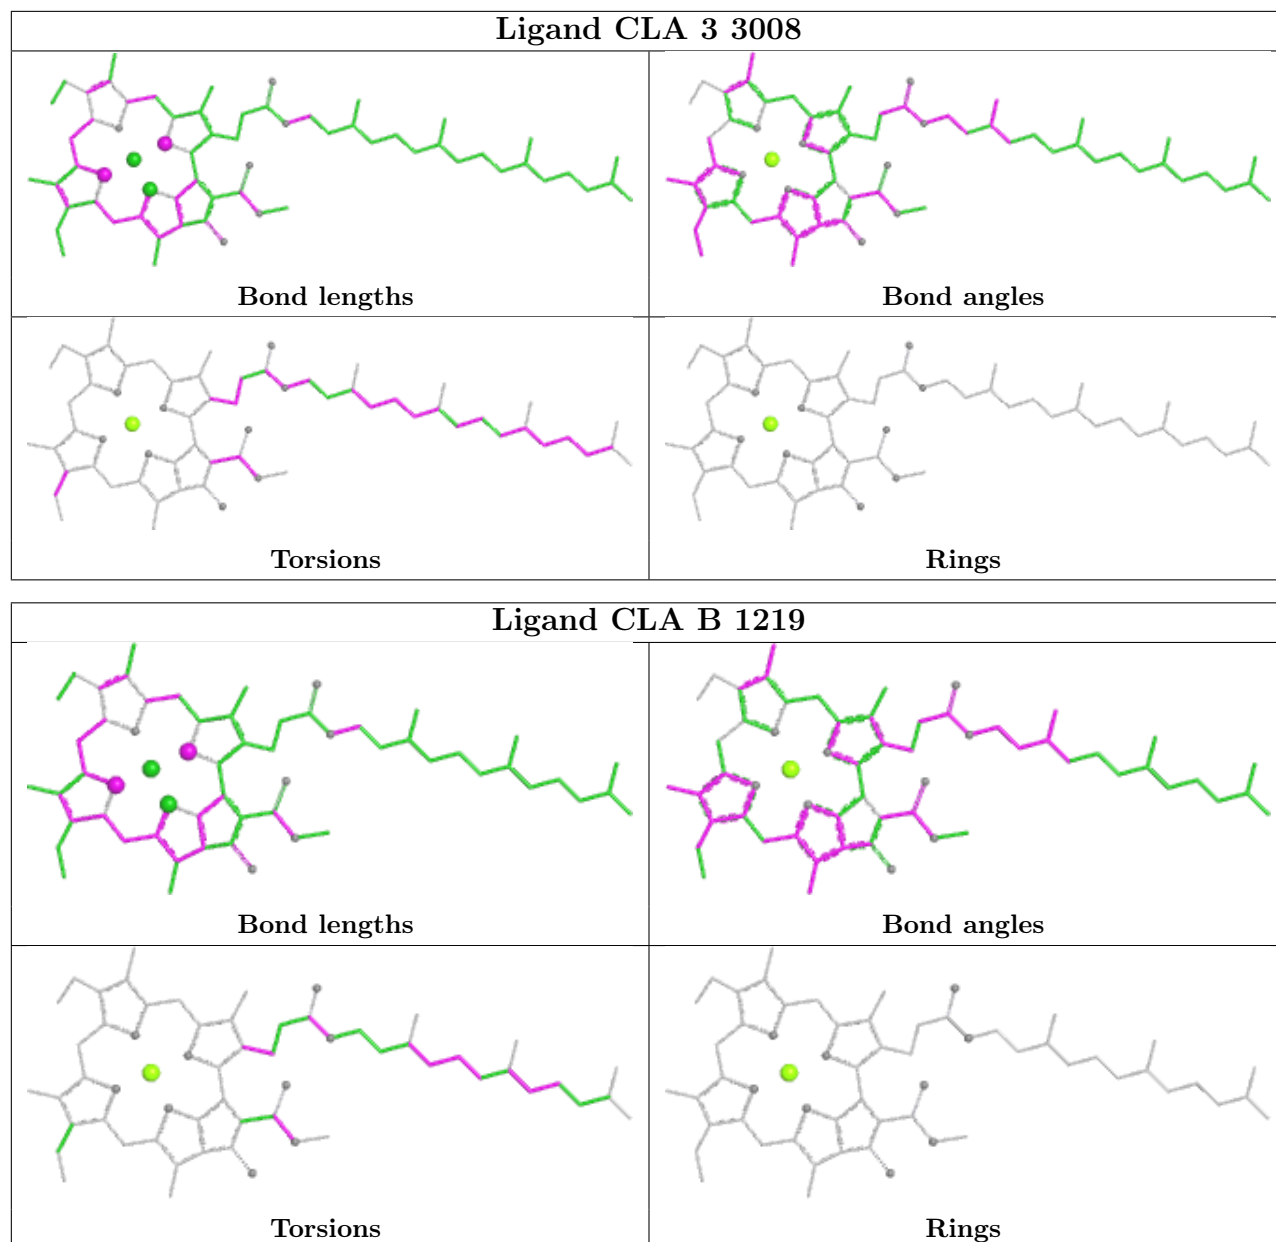 Ligand CLA 3 3008
Bond lengths
Bond angles
Torsions
Rings
Ligand CLA B 1219
Bond lengths
Bond angles
Torsions
Rings